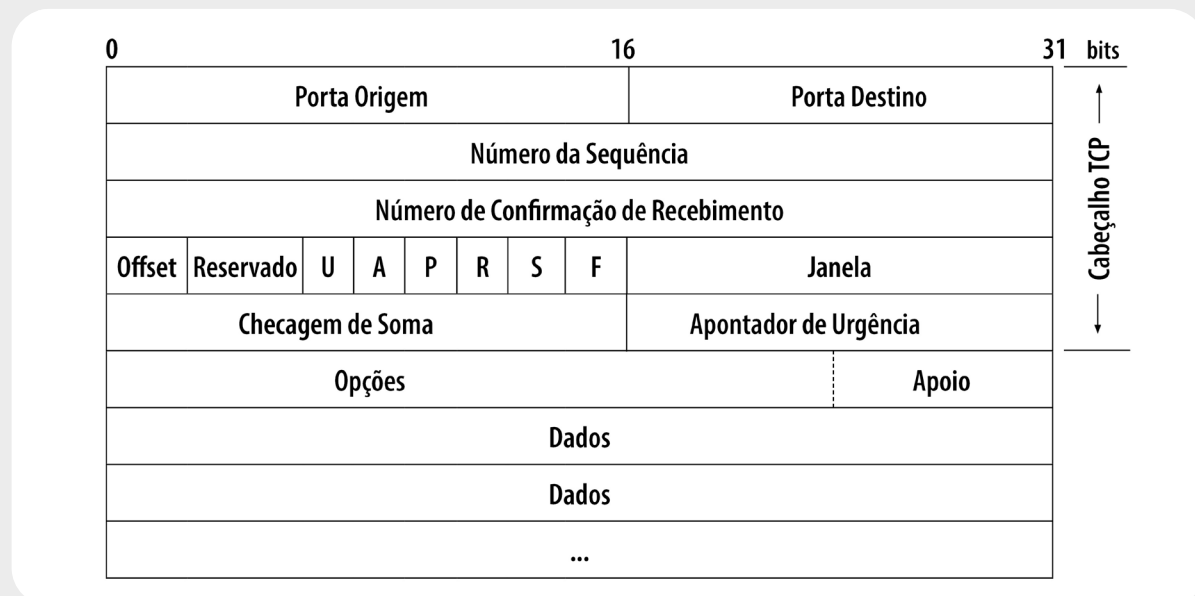 0 16 31 bits
Porta Origem Porta Destino
Número da Sequência
Número de Confirmação de Recebimento
Offset Reservado U A P R S F Janela
Checagem de Soma Apontador de Urgência
Opções Apoio
Dados
Dados
...
Cabeçalho TCP